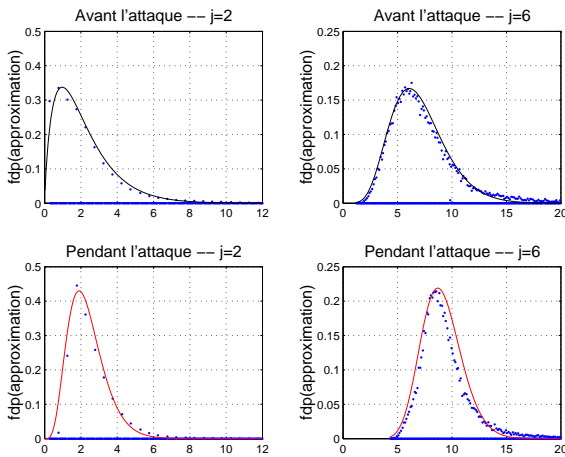 Avant l'attaque −− j=2
fdp(approximation)
0.5
0.4
0.3
0.2
0.1
0
0 2 4 6 8 10 12
Avant l'attaque −− j=6
fdp(approximation)
0.25
0.2
0.15
0.1
0.05
0
0 5 10 15 20
Pendant l'attaque −− j=2
fdp(approximation)
0.5
0.4
0.3
0.2
0.1
0
0 2 4 6 8 10 12
Pendant l'attaque −− j=6
fdp(approximation)
0.25
0.2
0.15
0.1
0.05
0
0 5 10 15 20